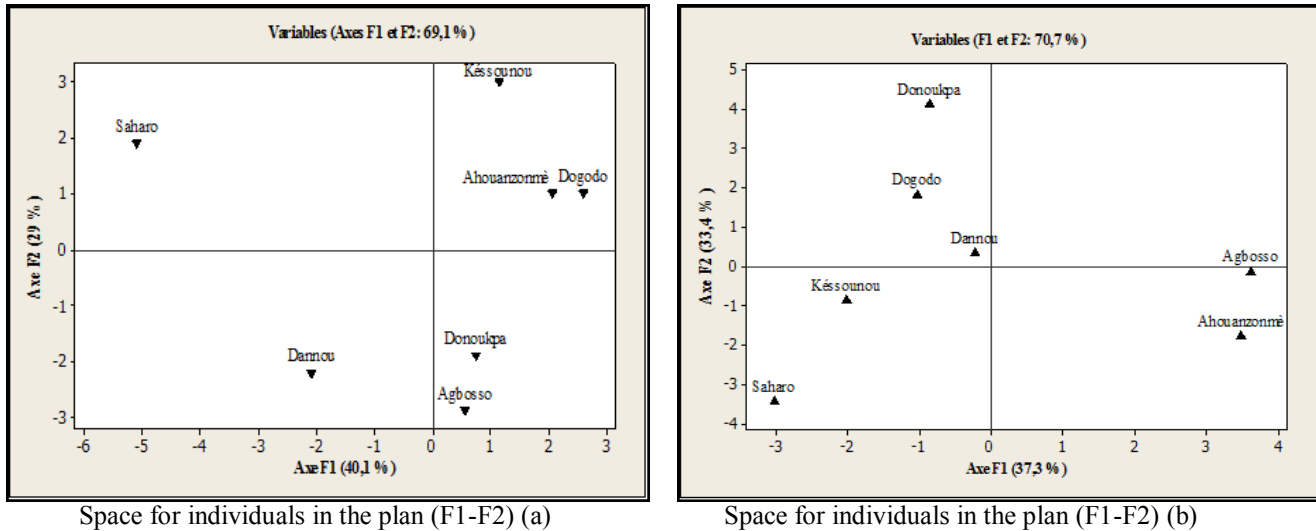 Variables (Axes F1 et F2: 69,1 %)
Axe F2 (29 %)
3
2
1
0
-1
-2
-3
Késsounou
Saharo
Ahouanzonmè
Dogodo
Donoukpa
Dannou
Agbosso
-6
-5
-4
-3
-2
-1
0
1
2
3
Axe F1 (40,1 %)
Space for individuals in the plan (F1-F2) (a)
Variables (F1 et F2: 70,7 %)
Axe F2 (33,4 %)
5
4
3
2
1
0
-1
-2
-3
-4
Donoukpa
Dogodo
Dannou
Agbosso
Késsounou
Ahouanzonmè
Saharo
-3
-2
-1
0
1
2
3
4
Axe F1 (37,3 %)
Space for individuals in the plan (F1-F2) (b)